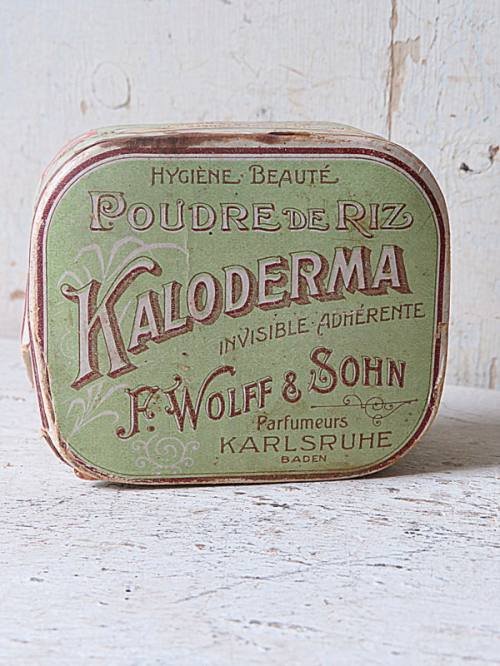 HYGIÈNE-BEAUTÉ
POUDRE DE RIZ
KALODERMA
INVISIBLE-ADHÉRENTE
F. WOLFF & SOHN
Parfumeurs
KARLSRUHE
BADEN